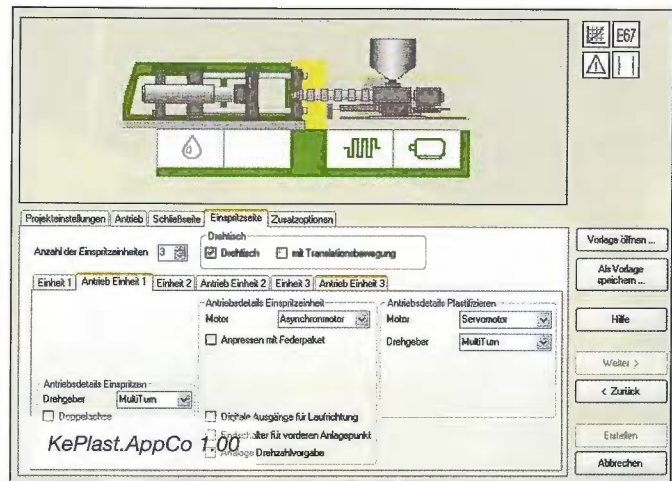 E67
Projekteinstellungen Antrieb Schließseite Einspritzseite Zusatzoptionen
Anzahl der Einspritzeinheiten 3
Drehtisch
Drehtisch mit Translationsbewegung
Einheit 1 Antrieb Einheit 1 Einheit 2 Antrieb Einheit 2 Einheit 3 Antrieb Einheit 3
Antriebsdetails Einspritzen
Drehgeber MultiTurn
Doppelachse
Antriebsdetails Einspritzeinheit
Motor Asynchronmotor
Anpressen mit Federpaket
Digitale Ausgänge für Laufrichtung
Endschalter für vorderen Anlagepunkt
Analoge Drehzahlvorgabe
Antriebsdetails Plastifizieren
Motor Servomotor
Drehgeber MultiTurn
KePlast.AppCo 1.00
Vorlage öffnen ...
Als Vorlage
speichern ...
Hilfe
Weiter >
< Zurück
Erstellen
Abbrechen